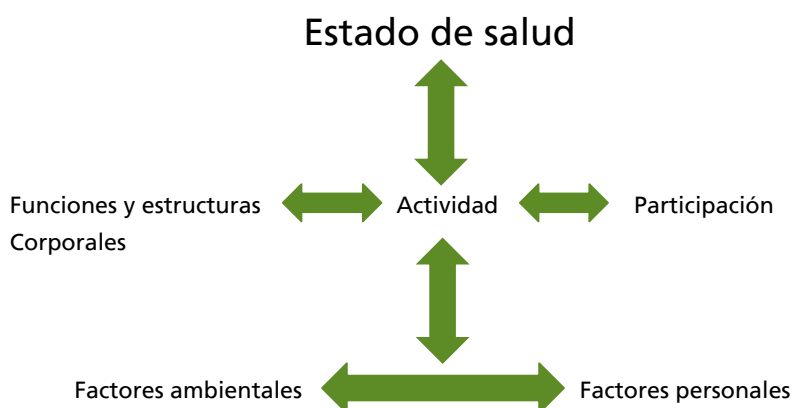 Estado de salud
Funciones y estructuras
Corporales
Actividad
Participación
Factores ambientales
Factores personales